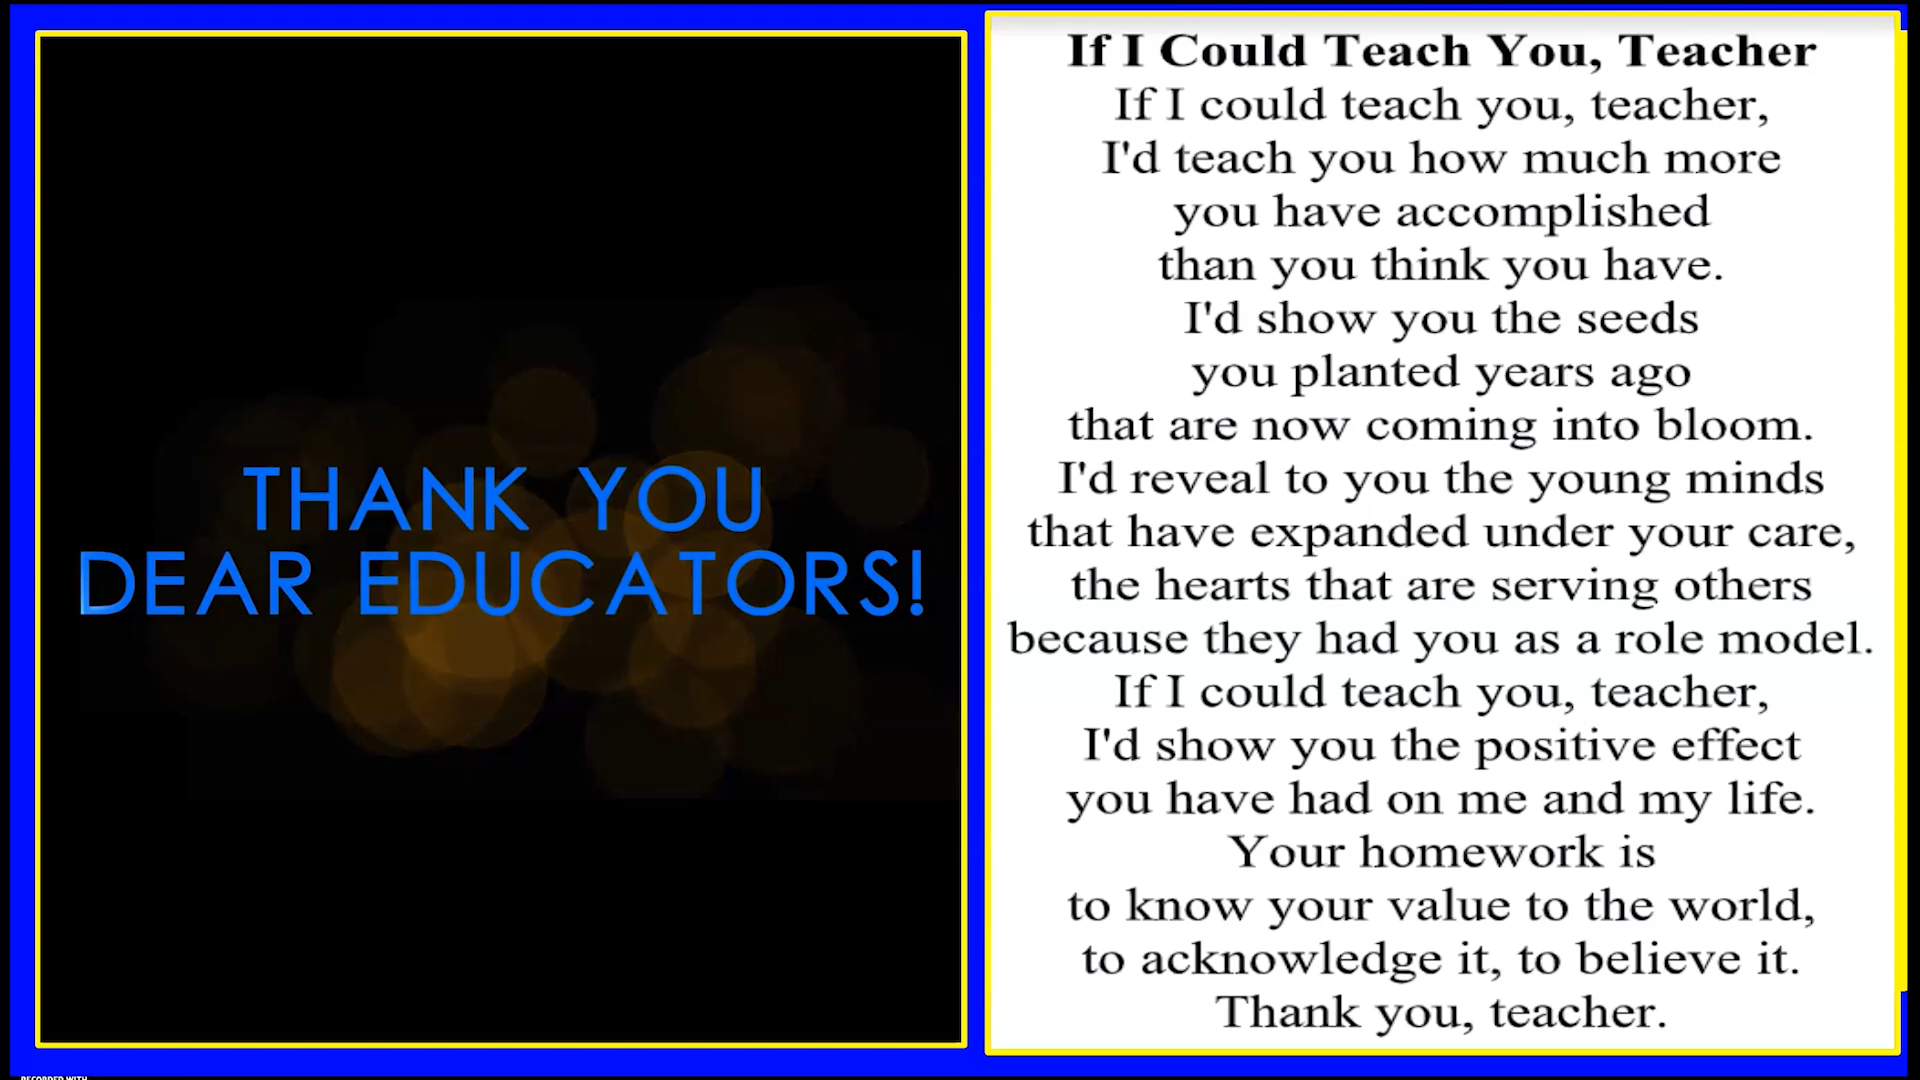 THANK YOU
DEAR EDUCATORS!
If I Could Teach You, Teacher
If I could teach you, teacher,
I'd teach you how much more
you have accomplished
than you think you have.
I'd show you the seeds
you planted years ago
that are now coming into bloom.
I'd reveal to you the young minds
that have expanded under your care,
the hearts that are serving others
because they had you as a role model.
If I could teach you, teacher,
I'd show you the positive effect
you have had on me and my life.
Your homework is
to know your value to the world,
to acknowledge it, to believe it.
Thank you, teacher.
RECORDED WITH